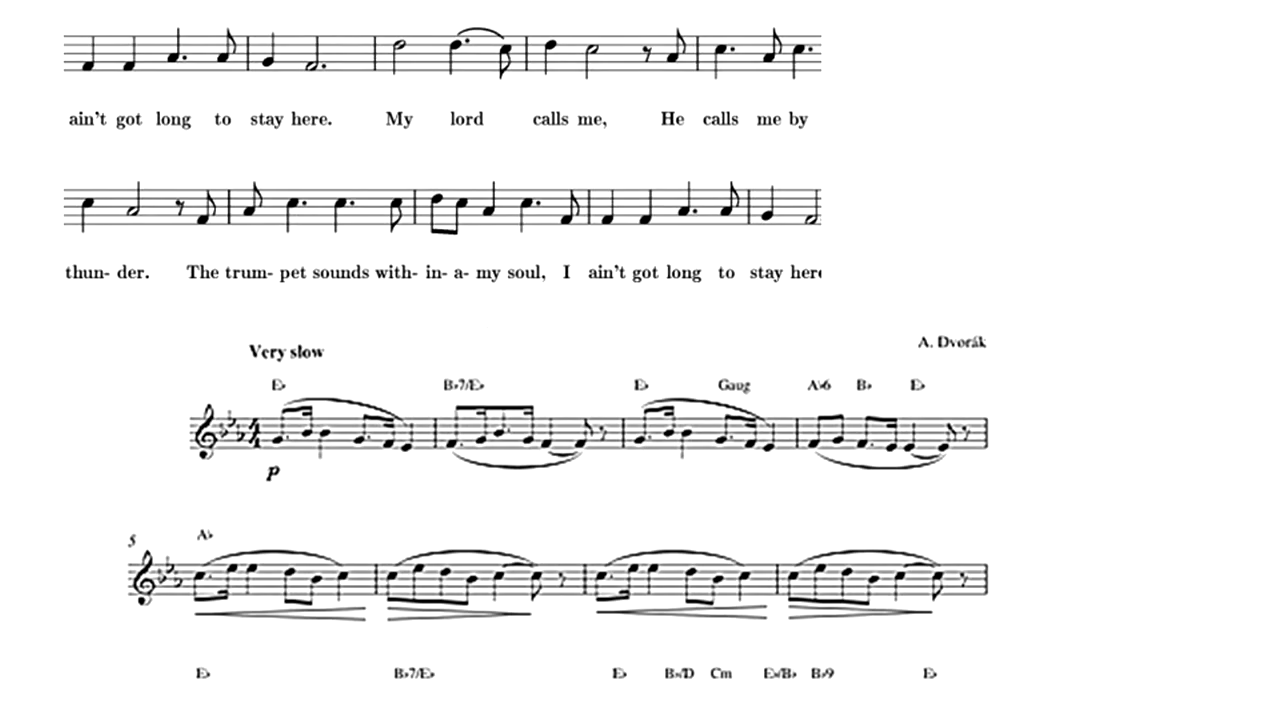 ain't got long to stay here. My lord calls me, He calls me by
thun- der. The trum- pet sounds with- in- a- my soul, I ain't got long to stay here
Very slow
A. Dvorák
E♭ B♭7/E♭ E♭ Gaug A♭6 B♭ E♭
p
5 A♭
E♭ B♭7/E♭ E♭ Cm B♭9 E♭